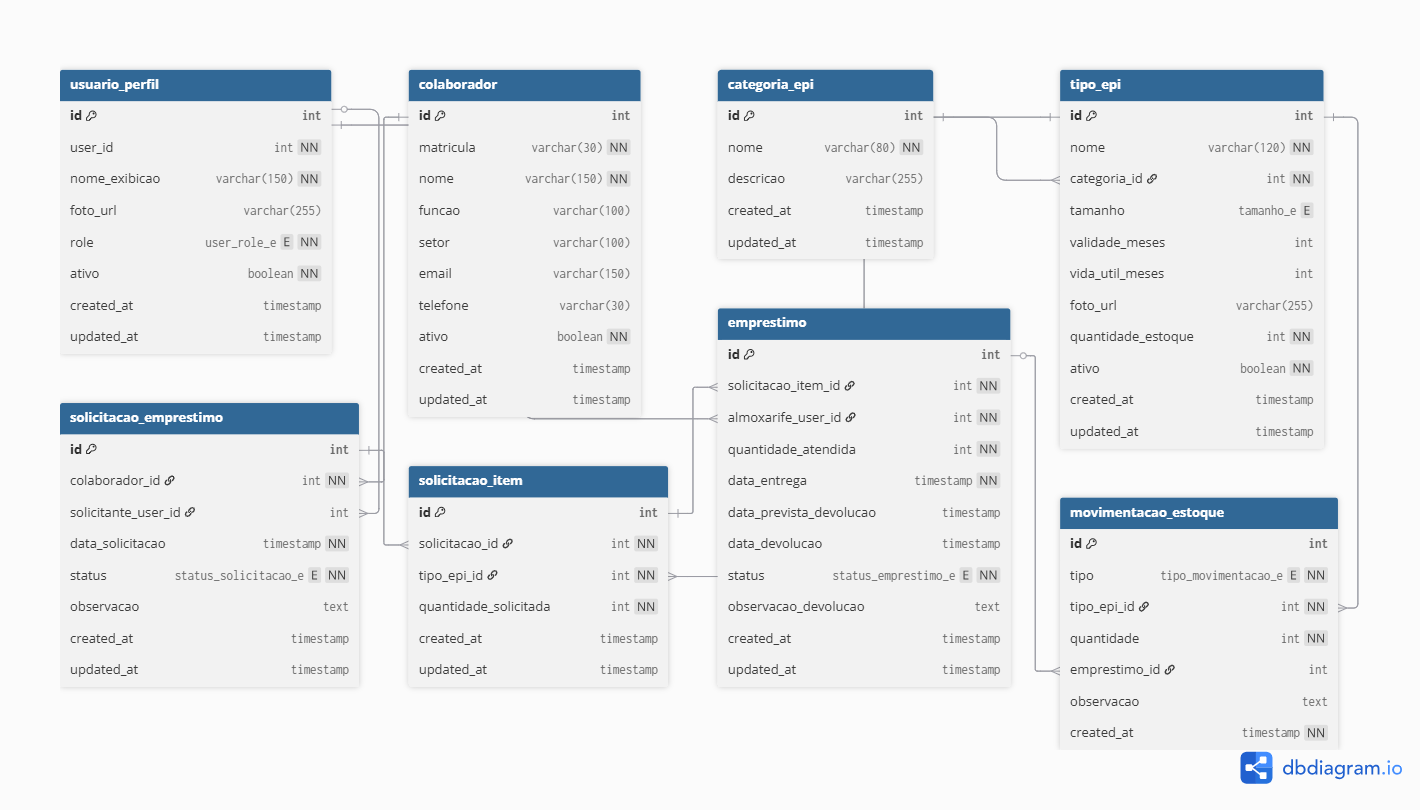 usuario_perfil
id int
user_id int NN
nome_exibicao varchar(150) NN
foto_url varchar(255)
role user_role_e E NN
ativo boolean NN
created_at timestamp
updated_at timestamp
colaborador
id int
matricula varchar(30) NN
nome varchar(150) NN
funcao varchar(100)
setor varchar(100)
email varchar(150)
telefone varchar(30)
ativo boolean NN
created_at timestamp
updated_at timestamp
categoria_epi
id int
nome varchar(80) NN
descricao varchar(255)
created_at timestamp
updated_at timestamp
tipo_epi
id int
nome varchar(120) NN
categoria_id int NN
tamanho tamanho_e E
validade_meses int
vida_util_meses int
foto_url varchar(255)
quantidade_estoque int NN
ativo boolean NN
created_at timestamp
updated_at timestamp
solicitacao_emprestimo
id int
colaborador_id int NN
solicitante_user_id int
data_solicitacao timestamp NN
status status_solicitacao_e E NN
observacao text
created_at timestamp
updated_at timestamp
solicitacao_item
id int
solicitacao_id int NN
tipo_epi_id int NN
quantidade_solicitada int NN
created_at timestamp
updated_at timestamp
emprestimo
id int
solicitacao_item_id int NN
almoxarife_user_id int NN
quantidade_atendida int NN
data_entrega timestamp NN
data_prevista_devolucao timestamp
data_devolucao timestamp
status status_emprestimo_e E NN
observacao_devolucao text
created_at timestamp
updated_at timestamp
movimentacao_estoque
id int
tipo tipo_movimentacao_e E NN
tipo_epi_id int NN
quantidade int NN
emprestimo_id int
observacao text
created_at timestamp NN
dbdiagram.io